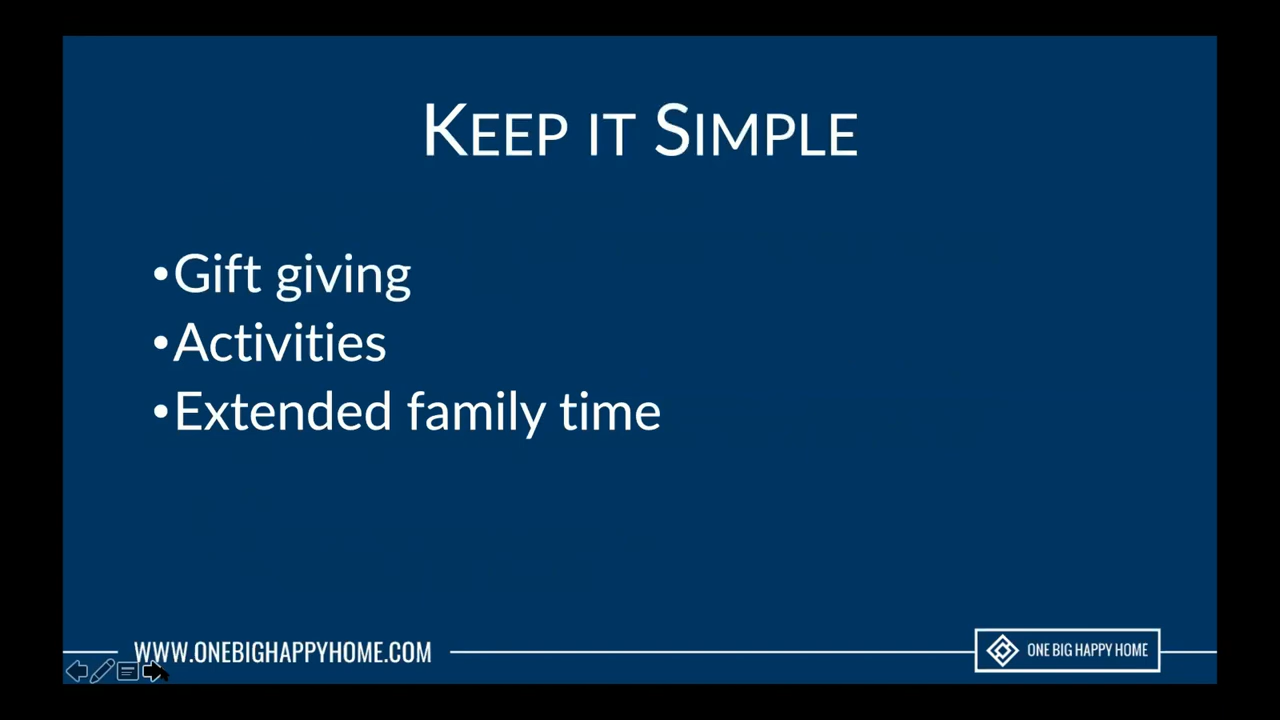 KEEP IT SIMPLE
•Gift giving
•Activities
•Extended family time
WWW.ONEBIGHAPPYHOME.COM
ONE BIG HAPPY HOME